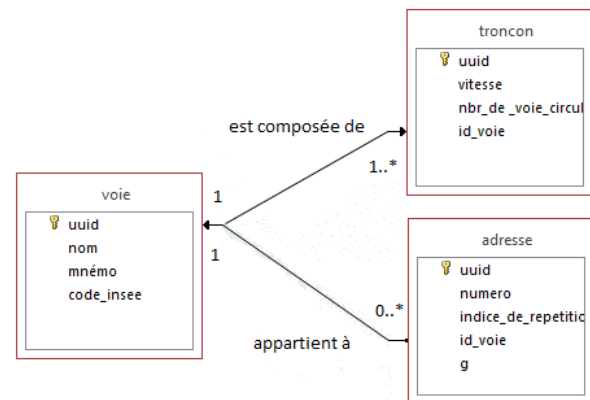 troncon
uuid
vitesse
nbr_de _voie_circul
id_voie
est composée de
1..*
voie
1
uuid
nom
mnémo
code_insee
1
adresse
uuid
numero
indice_de_repetitic
id_voie
g
0..*
appartient à